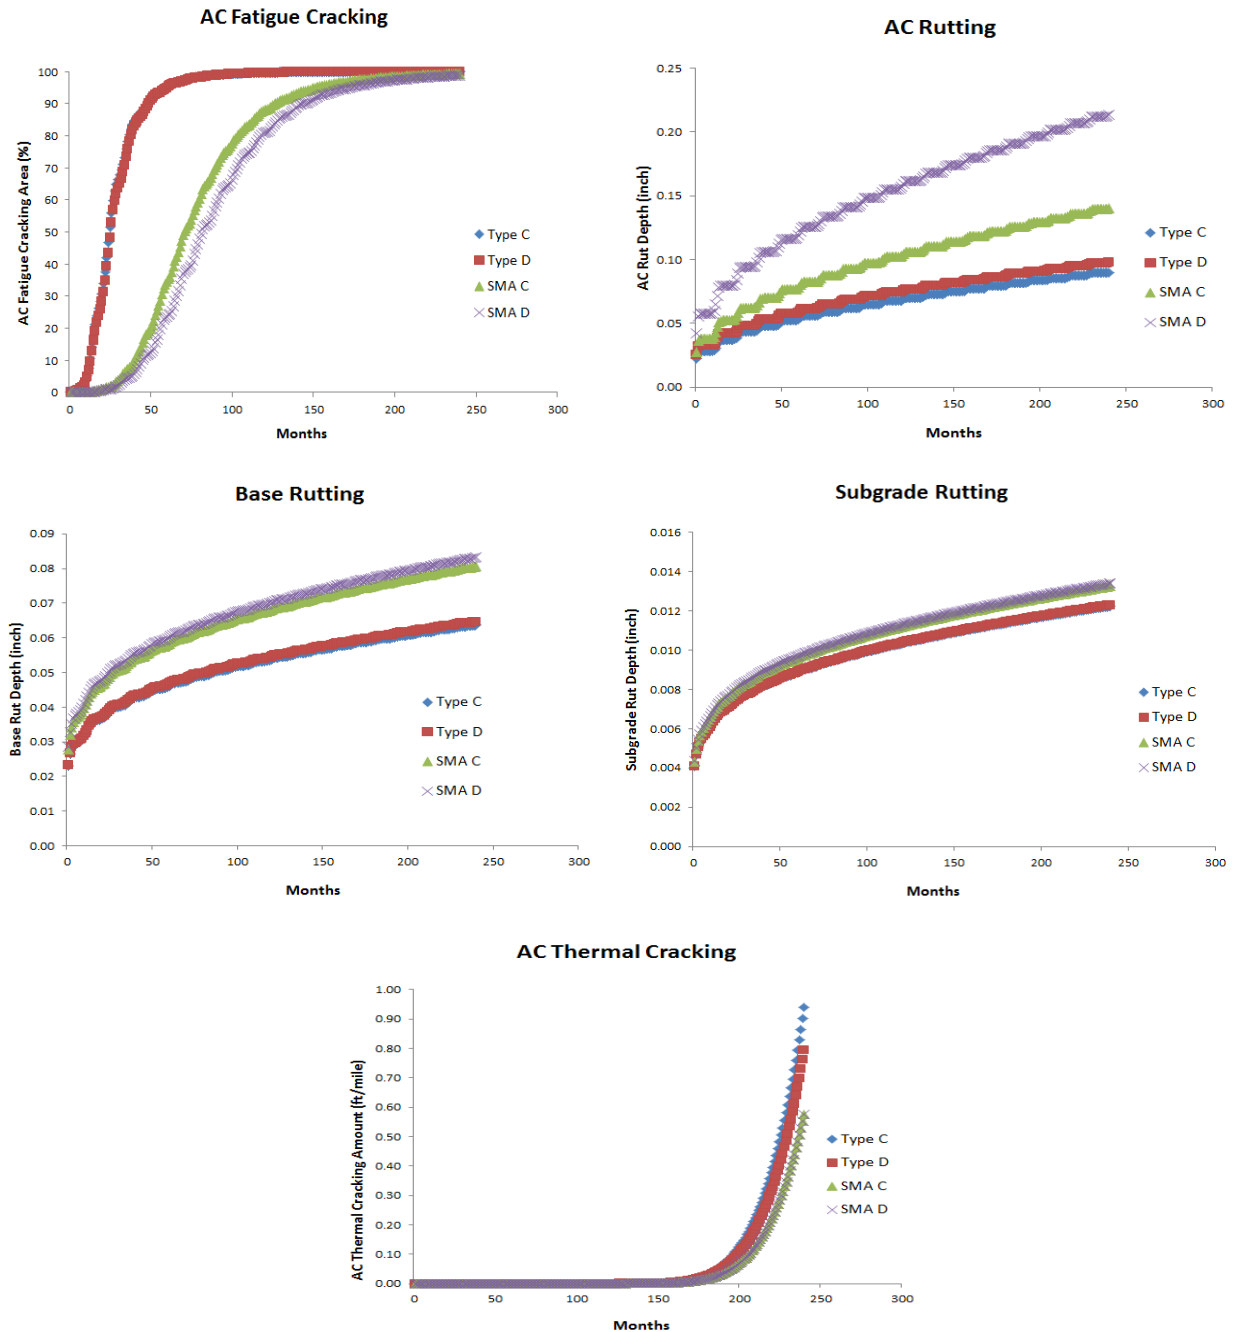 AC Fatigue Cracking
AC Fatigue Cracking Area (%)
100
90
80
70
60
50
40
30
20
10
0
0 50 100 150 200 250 300
Months
Type C
Type D
SMA C
SMA D
AC Rutting
AC Rut Depth (inch)
0.25
0.20
0.15
0.10
0.05
0.00
0 50 100 150 200 250 300
Months
Type C
Type D
SMA C
SMA D
Base Rutting
Base Rut Depth (inch)
0.09
0.08
0.07
0.06
0.05
0.04
0.03
0.02
0.01
0.00
0 50 100 150 200 250 300
Months
Type C
Type D
SMA C
SMA D
Subgrade Rutting
Subgrade Rut Depth (inch)
0.016
0.014
0.012
0.010
0.008
0.006
0.004
0.002
0.000
0 50 100 150 200 250 300
Months
Type C
Type D
SMA C
SMA D
AC Thermal Cracking
AC Thermal Cracking Amount (ft/mile)
1.00
0.90
0.80
0.70
0.60
0.50
0.40
0.30
0.20
0.10
0.00
0 50 100 150 200 250 300
Months
Type C
Type D
SMA C
SMA D